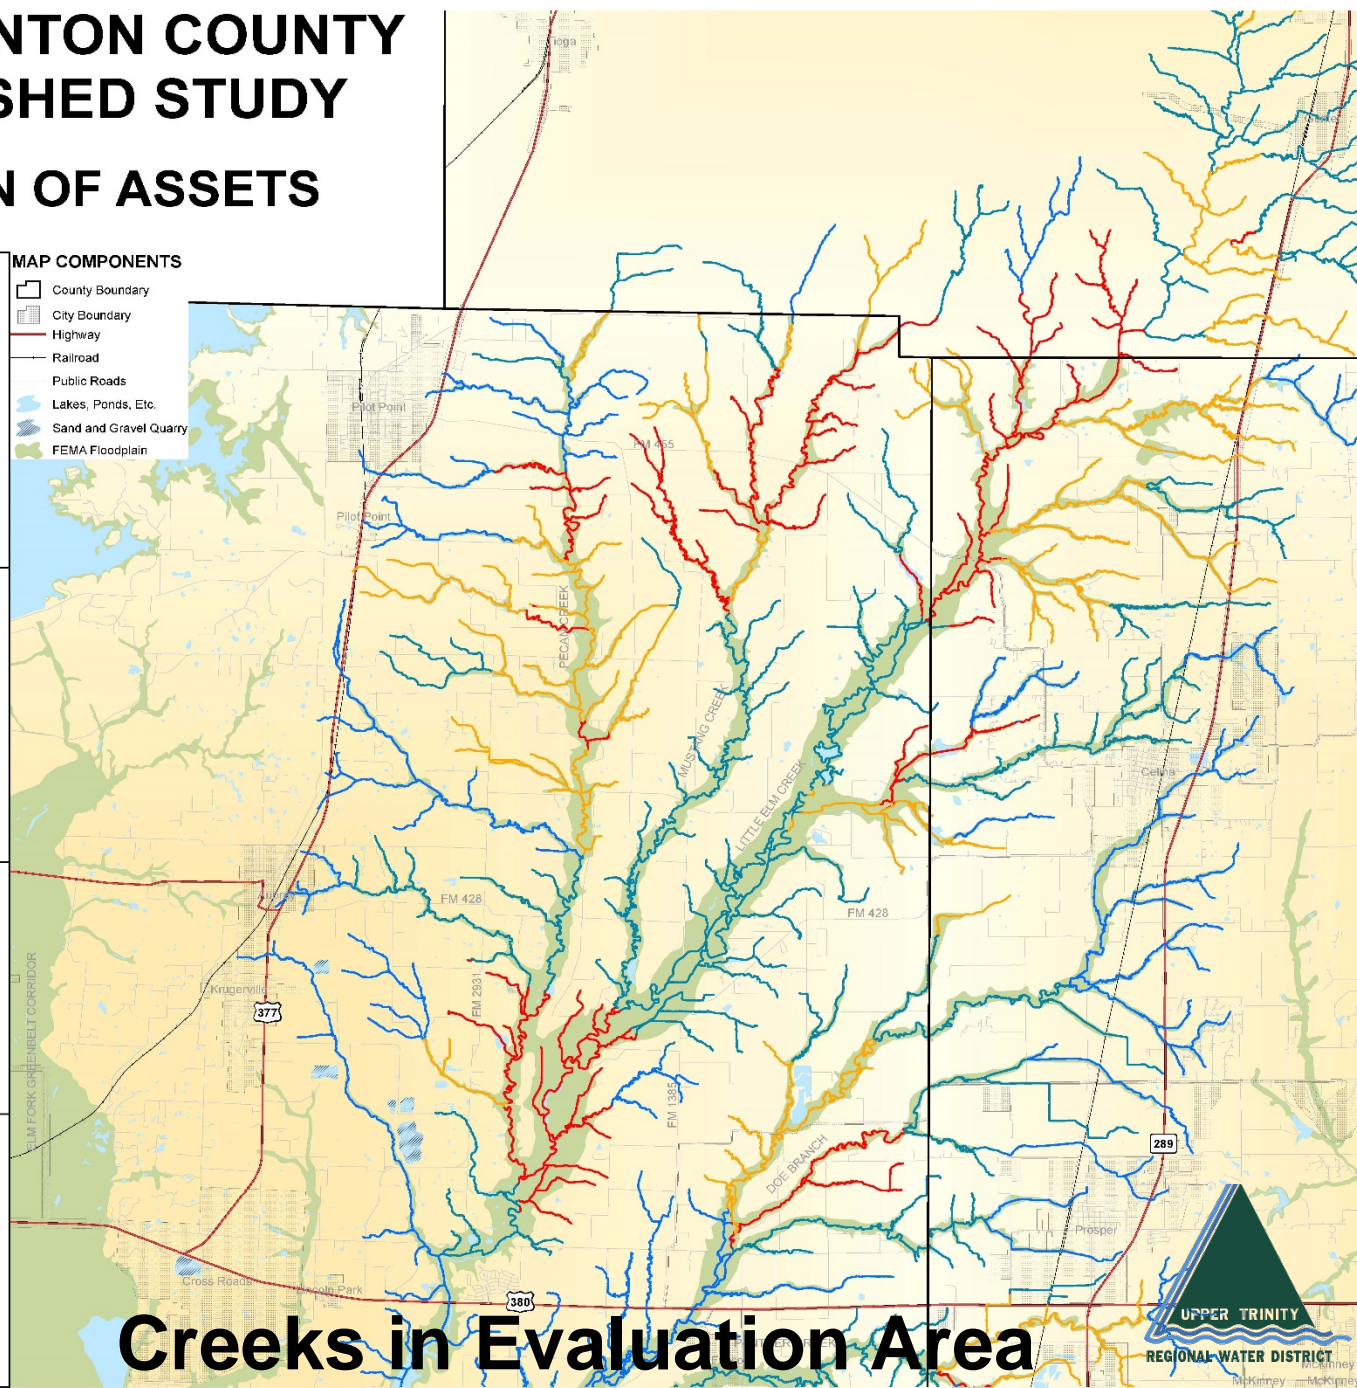 NTON COUNTY
SHED STUDY
N OF ASSETS
MAP COMPONENTS
County Boundary
City Boundary
Highway
Railroad
Public Roads
Lakes, Ponds, Etc.
Sand and Gravel Quarry
FEMA Floodplain
Tioga
Pilot Point
FM 455
Pilot Point
PECAN CREEK
MUSTANG CREEK
LITTLE ELM CREEK
Celina
FM 428
FM 428
ELM FORK GREENBELT CORRIDOR
Krugerville
FM 2931
377
FM 1385
DOE BRANCH
289
Prosper
Cross Roads
Lincoln Park
380
UPPER TRINITY
REGIONAL WATER DISTRICT
Creeks in Evaluation Area
McKinney
McKinney
McKinney